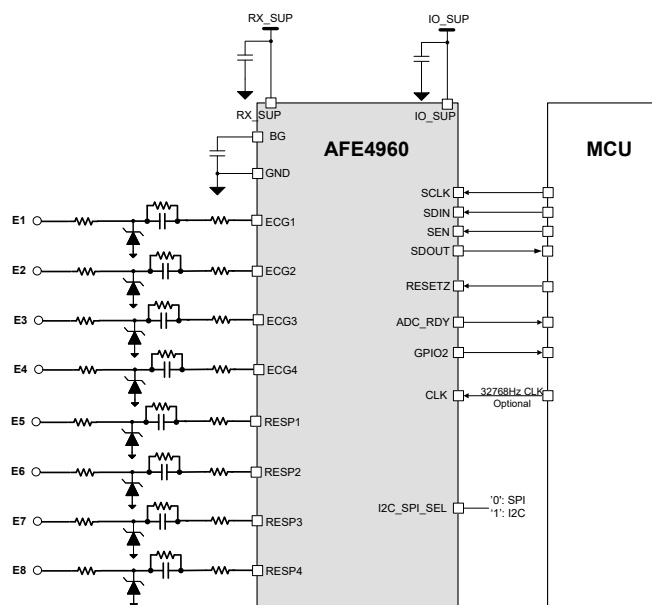 RX_SUP
IO_SUP
RX_SUP
IO_SUP
BG
AFE4960
MCU
GND
SCLK
E1
ECG1
SDIN
SEN
SDOUT
E2
ECG2
RESETZ
E3
ECG3
ADC_RDY
GPIO2
E4
ECG4
CLK
32768Hz CLK
Optional
E5
RESP1
E6
RESP2
I2C_SPI_SEL
'0': SPI
'1': I2C
E7
RESP3
E8
RESP4